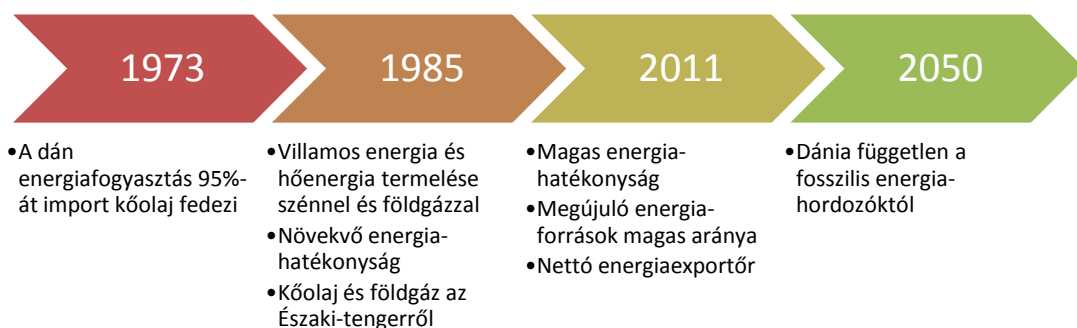 1973
1985
2011
2050
•A dán
energiafogyasztás 95%-
át import kőolaj fedezi
•Villamos energia és
hőenergia termelése
szénnel és földgázzal
•Növekvő energia-
hatékonyság
•Kőolaj és földgáz az
Északi-tengerről
•Magas energia-
hatékonyság
•Megújuló energia-
források magas aránya
•Nettó energiaexportőr
•Dánia független a
fosszilis energia-
hordozóktól